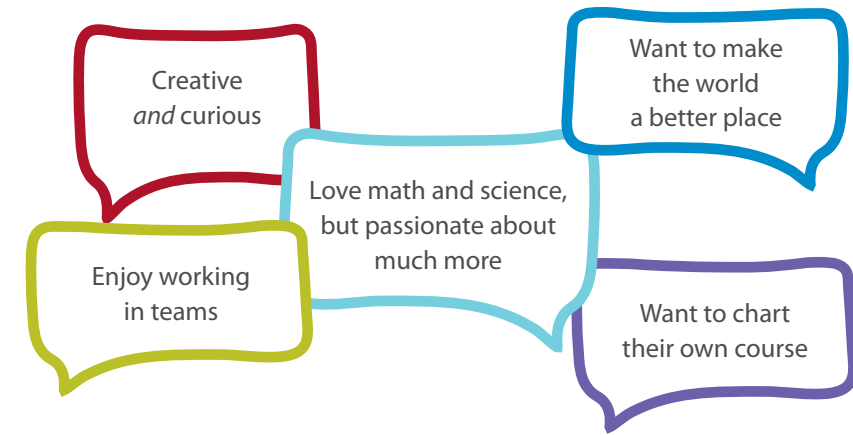 Creative
and curious
Want to make
the world
a better place
Love math and science,
but passionate about
much more
Enjoy working
in teams
Want to chart
their own course